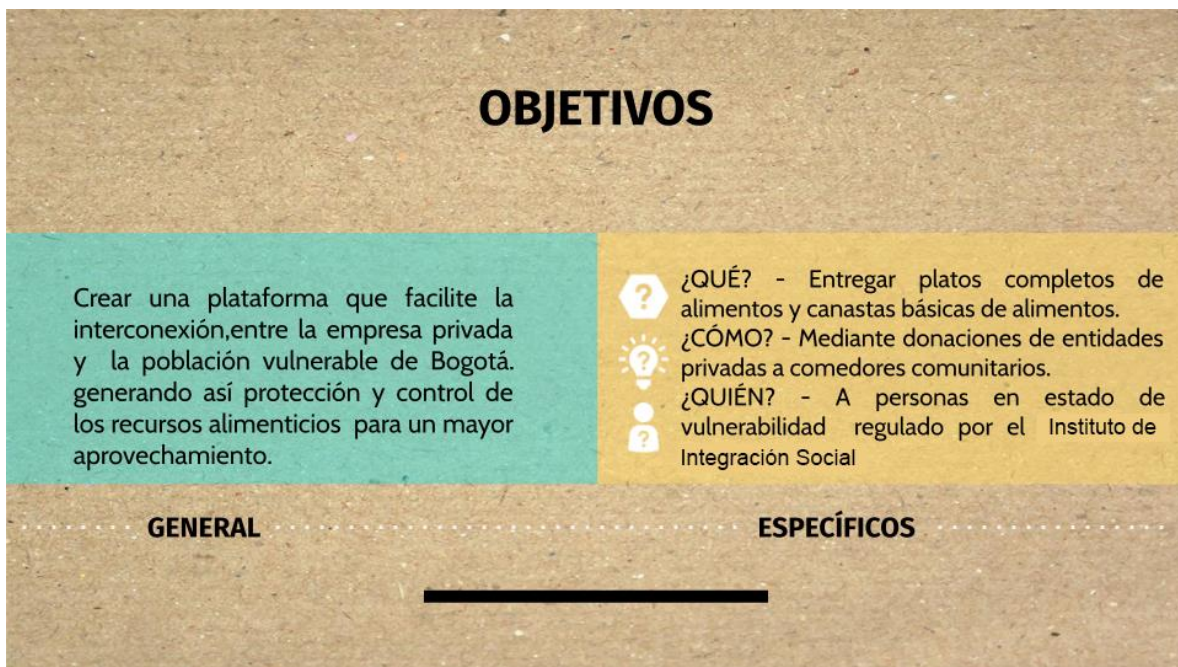 OBJETIVOS
Crear una plataforma que facilite la
interconexión,entre la empresa privada
y la población vulnerable de Bogotá.
generando así protección y control de
los recursos alimenticios para un mayor
aprovechamiento.
¿QUÉ? - Entregar platos completos de
alimentos y canastas básicas de alimentos.
¿CÓMO? - Mediante donaciones de entidades
privadas a comedores comunitarios.
¿QUIÉN? - A personas en estado de
vulnerabilidad regulado por el Instituto de
Integración Social
GENERAL
ESPECÍFICOS